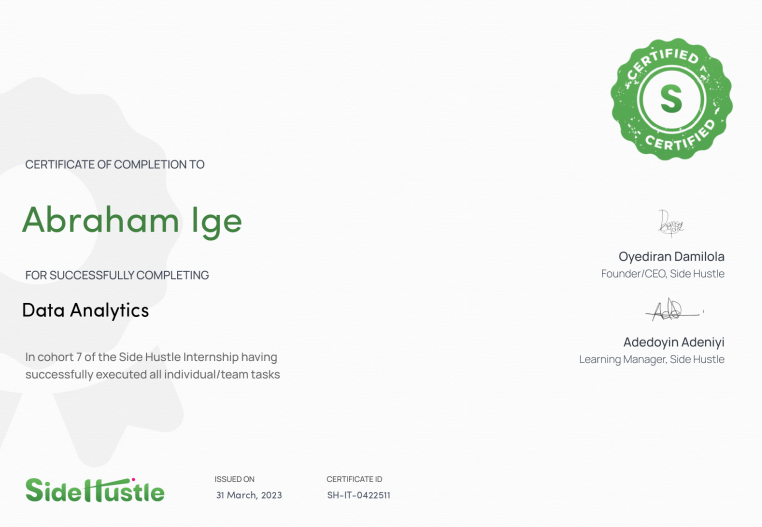 CERTIFIED
S
CERTIFIED
CERTIFICATE OF COMPLETION TO
Abraham Ige
FOR SUCCESSFULLY COMPLETING
Data Analytics
In cohort 7 of the Side Hustle Internship having
successfully executed all individual/team tasks
Oyediran Damilola
Founder/CEO, Side Hustle
Adedoyin Adeniyi
Learning Manager, Side Hustle
SideHustle
ISSUED ON
31 March, 2023
CERTIFICATE ID
SH-IT-0422511